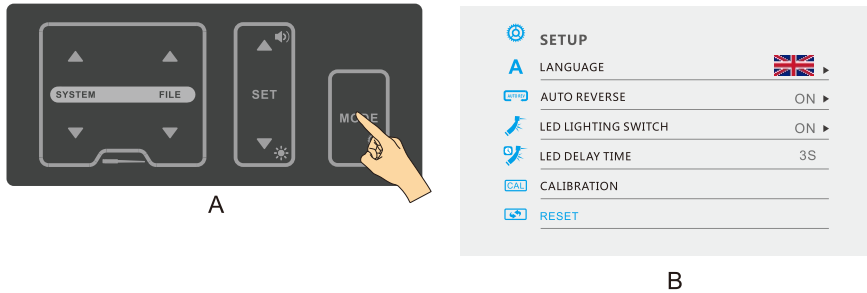 SYSTEM FILE
SET
MODE
A
SETUP
A LANGUAGE
AUTO REVERSE ON
LED LIGHTING SWITCH ON
LED DELAY TIME 3S
CAL CALIBRATION
RESET
B